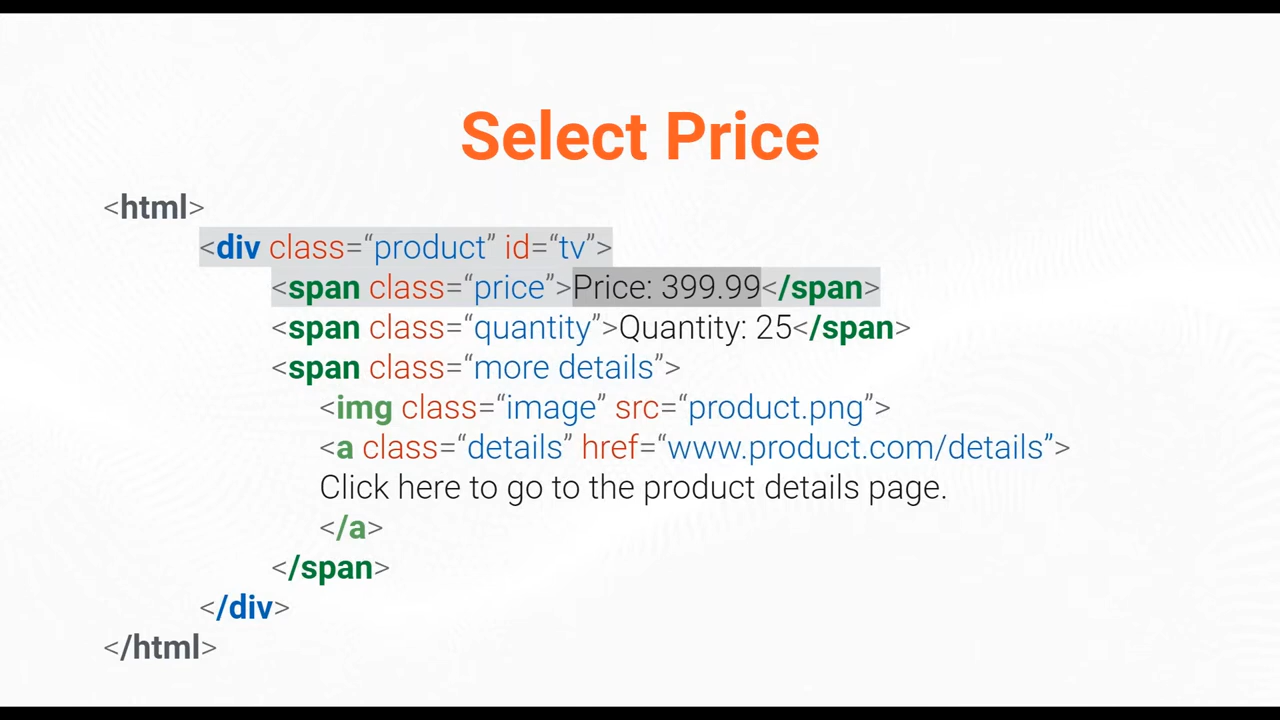 Select Price
<html>
<div class=“product” id=“tv”>
<span class=“price”>Price: 399.99</span>
<span class=“quantity”>Quantity: 25</span>
<span class=“more details”>
<img class=“image” src=“product.png”>
<a class=“details” href=“www.product.com/details”>
Click here to go to the product details page.
</a>
</span>
</div>
</html>